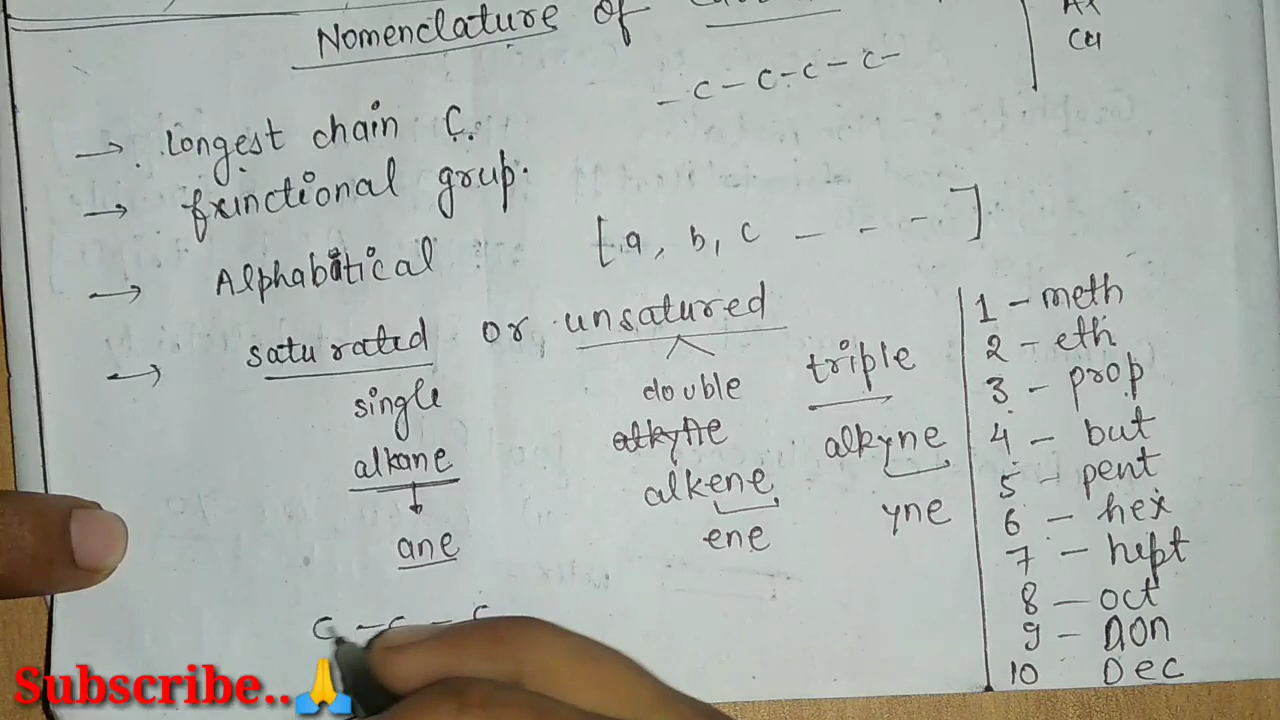 Nomenclature of
Ax
CH
- C - C - C - C -
→ Longest chain C.
→ functional grup.
→ Alphabatical [a, b, c - - - ]
→ saturated or unsatured
single double triple
alkane alkene alkyne
ane ene yne
1 - meth
2 - eth
3 - prop
4 - but
5 - pent
6 - hex
7 - hept
8 - oct
9 - non
10 Dec
C - C - C
Subscribe..🙏